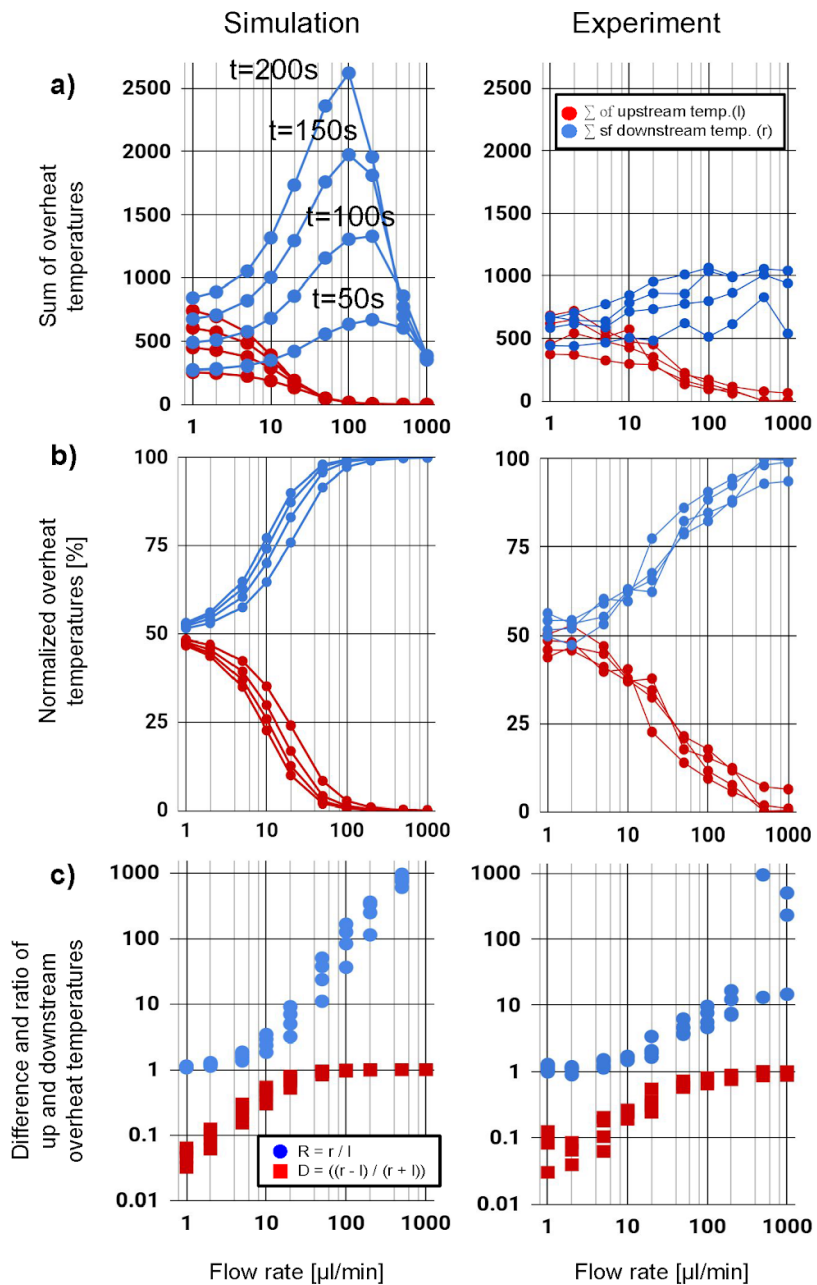 Simulation
Experiment
a)
Sum of overheat
temperatures
2500
2000
1500
1000
500
0
t=200s
t=150s
t=100s
t=50s
1
10
100
1000
2500
2000
1500
1000
500
0
∑ of upstream temp.(l)
∑ sf downstream temp. (r)
1
10
100
1000
b)
Normalized overheat
temperatures [%]
100
75
50
25
0
1
10
100
1000
100
75
50
25
0
1
10
100
1000
c)
Difference and ratio of
up and downstream
overheat temperatures
1000
100
10
1
0.1
0.01
R = r / l
D = ((r - l) / (r + l))
1
10
100
1000
Flow rate [µl/min]
1000
100
10
1
0.1
0.01
1
10
100
1000
Flow rate [µl/min]